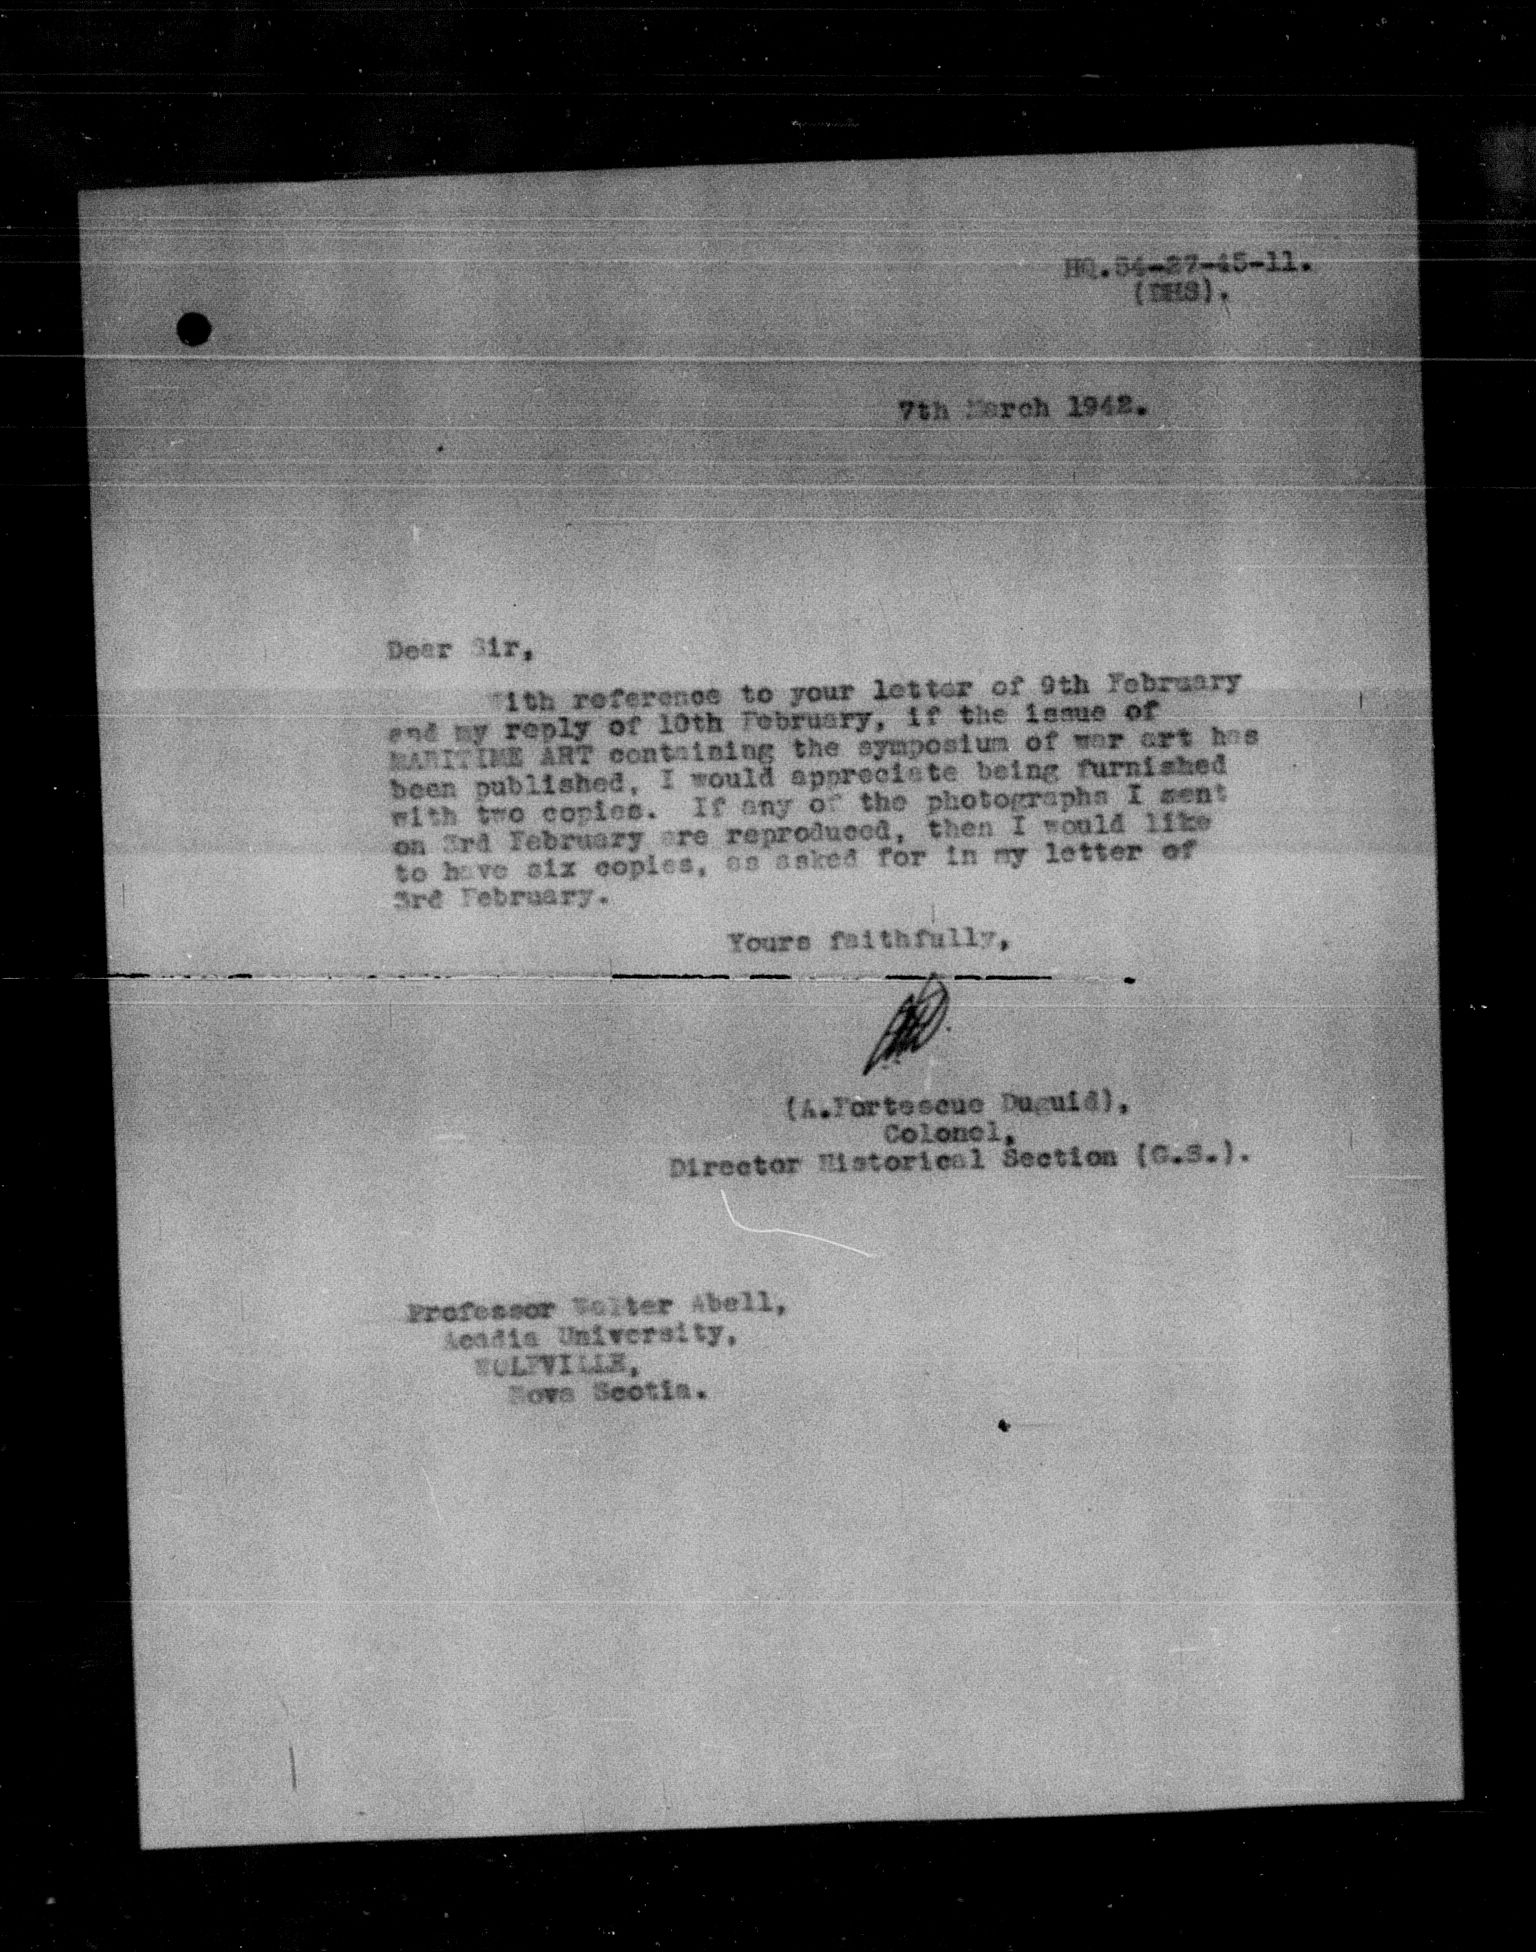 HQ.54-27-45-11.
(DHS).
7th March 1942.
Dear Sir,
With reference to your letter of 9th February
and my reply of 10th February, if the issue of
MARITIME ART containing the symposium of war art has
been published, I would appreciate being furnished
with two copies. If any of the photographs I sent
on 3rd February are reproduced, then I would like
to have six copies, as asked for in my letter of
3rd February.
Yours faithfully,
(A.Fortescue Duguid),
Colonel,
Director Historical Section (G.S.).
Professor Walter Abell,
Acadia University,
WOLFVILLE,
Nova Scotia.